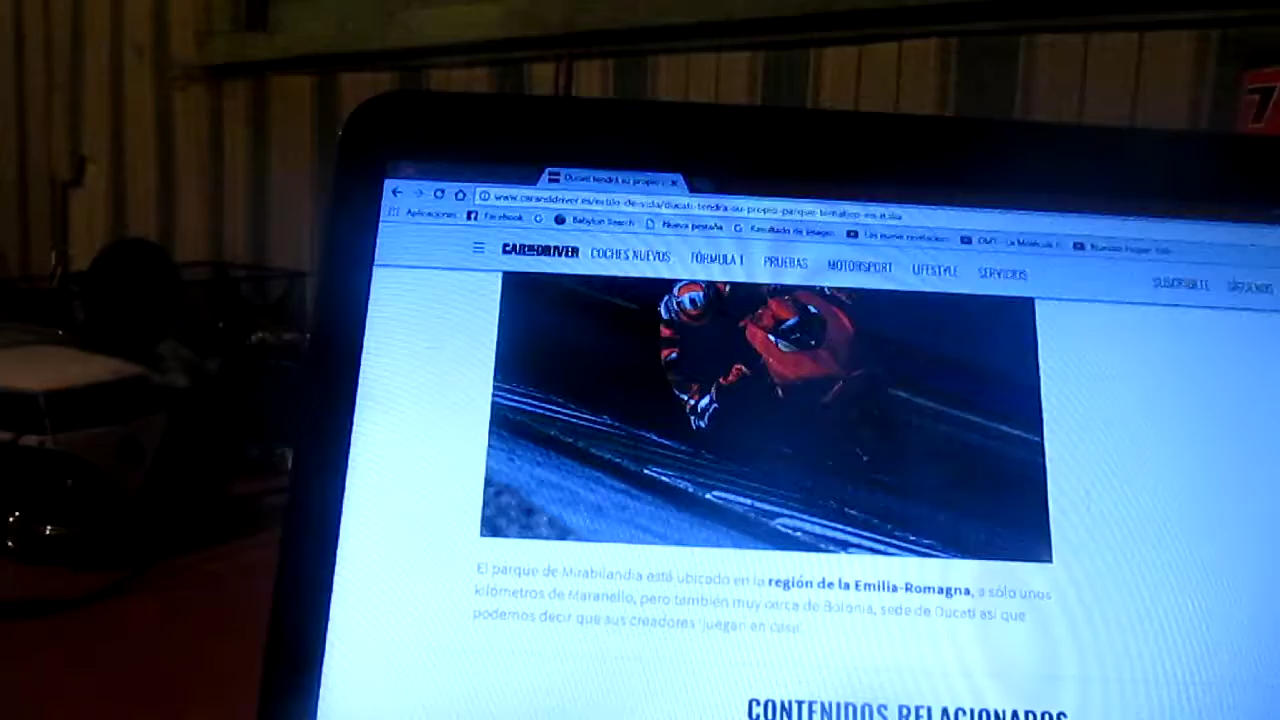 Ducati tendrá su propio
www.caranddriver.es/estilo-de-vida/ducati-tendra-su-propio-parque-tematico-en-italia
Aplicaciones Facebook G Babylon Search Nueva pestaña G Resultado de imagen
CAR AND DRIVER COCHES NUEVOS FÓRMULA 1 PRUEBAS MOTORSPORT LIFESTYLE SERVICIOS SUSCRÍBETE SÍGUENOS
7
El parque de Mirabilandia está ubicado en la región de la Emilia-Romagna, a sólo unos
kilómetros de Maranello, pero también muy cerca de Bolonia, sede de Ducati así que
podemos decir que sus creadores 'juegan en casa'
CONTENIDOS RELACIONADOS